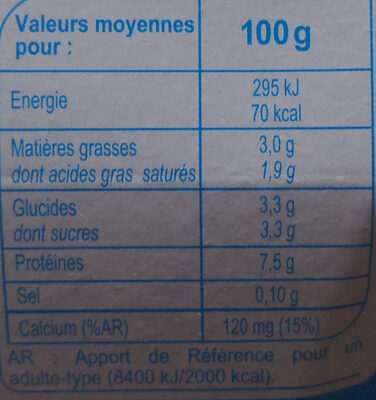 Valeurs moyennes
pour : 100 g
Energie 295 kJ
70 kcal
Matières grasses 3,0 g
dont acides gras saturés 1,9 g
Glucides 3,3 g
dont sucres 3,3 g
Protéines 7,5 g
Sel 0,10 g
Calcium (%AR) 120 mg (15%)
AR : Apport de Référence pour un
adulte-type (8400 kJ/2000 kcal).